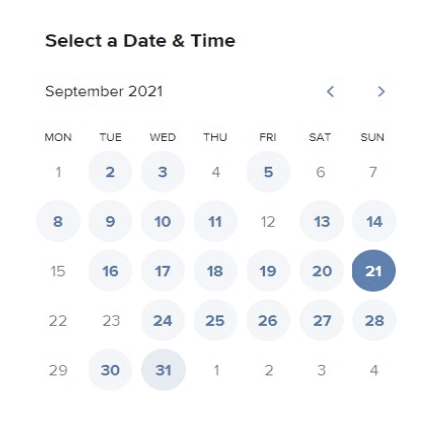 Select a Date & Time
September 2021
MON TUE WED THU FRI SAT SUN
1 2 3 4 5 6 7
8 9 10 11 12 13 14
15 16 17 18 19 20 21
22 23 24 25 26 27 28
29 30 31 1 2 3 4